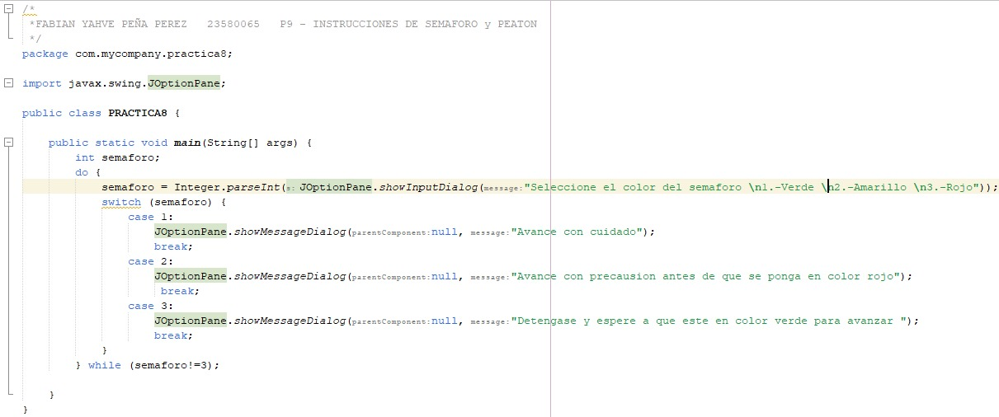 /*
*FABIAN YAHVE PEÑA PEREZ   23580065   P9 - INSTRUCCIONES DE SEMAFORO y PEATON
*/
package com.mycompany.practica8;
import javax.swing.JOptionPane;
public class PRACTICA8 {
public static void main(String[] args) {
int semaforo;
do {
semaforo = Integer.parseInt(s: JOptionPane.showInputDialog(message:"Seleccione el color del semaforo \n1.-Verde \n2.-Amarillo \n3.-Rojo"));
switch (semaforo) {
case 1:
JOptionPane.showMessageDialog(parentComponent:null, message:"Avance con cuidado");
break;
case 2:
JOptionPane.showMessageDialog(parentComponent:null, message:"Avance con precausion antes de que se ponga en color rojo");
break;
case 3:
JOptionPane.showMessageDialog(parentComponent:null, message:"Detengase y espere a que este en color verde para avanzar ");
break;
}
} while (semaforo!=3);
}
}